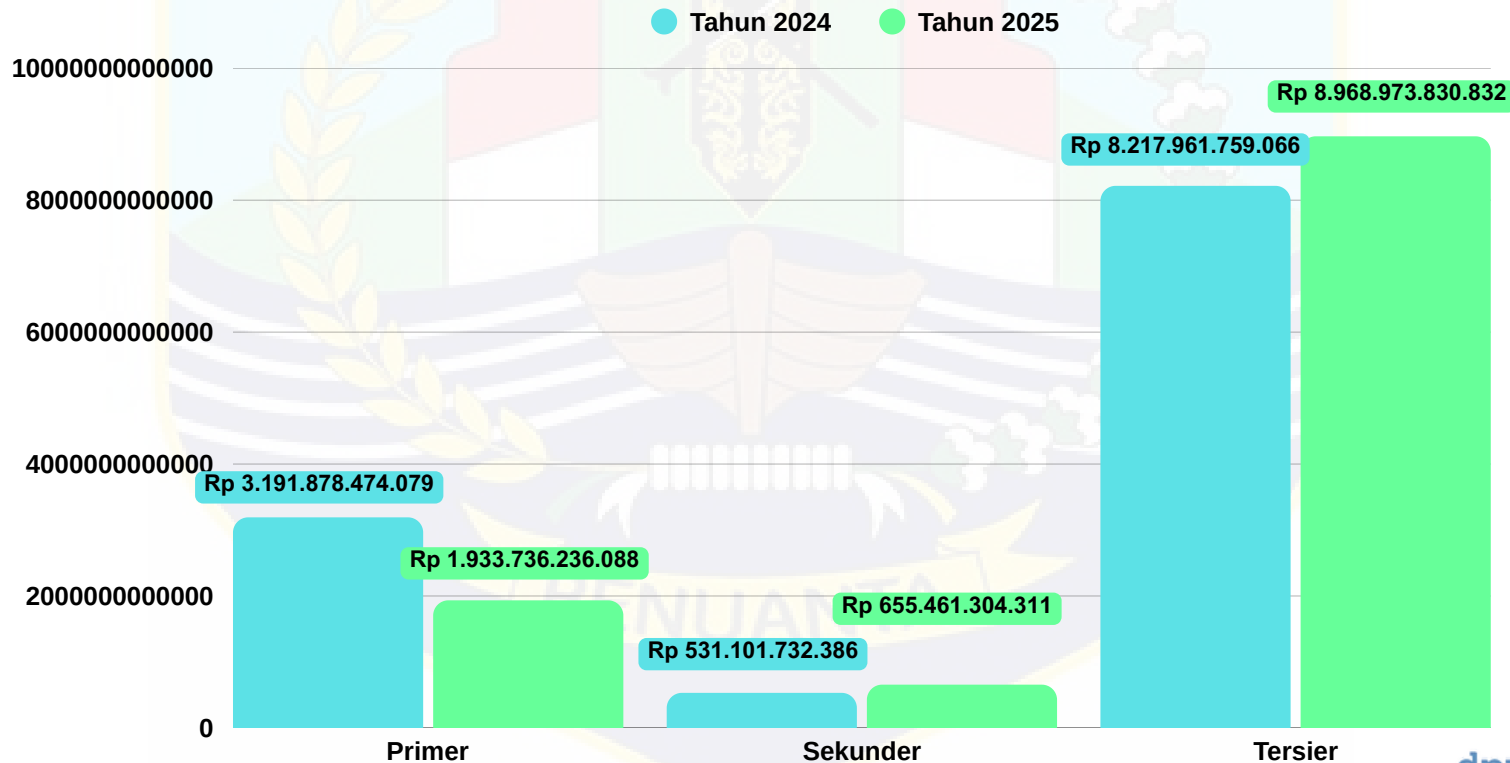 Tahun 2024
Tahun 2025
10000000000000
8000000000000
6000000000000
4000000000000
2000000000000
0
Rp 3.191.878.474.079
Rp 1.933.736.236.088
Rp 531.101.732.386
Rp 655.461.304.311
Rp 8.217.961.759.066
Rp 8.968.973.830.832
BENUANTA
Primer
Sekunder
Tersier